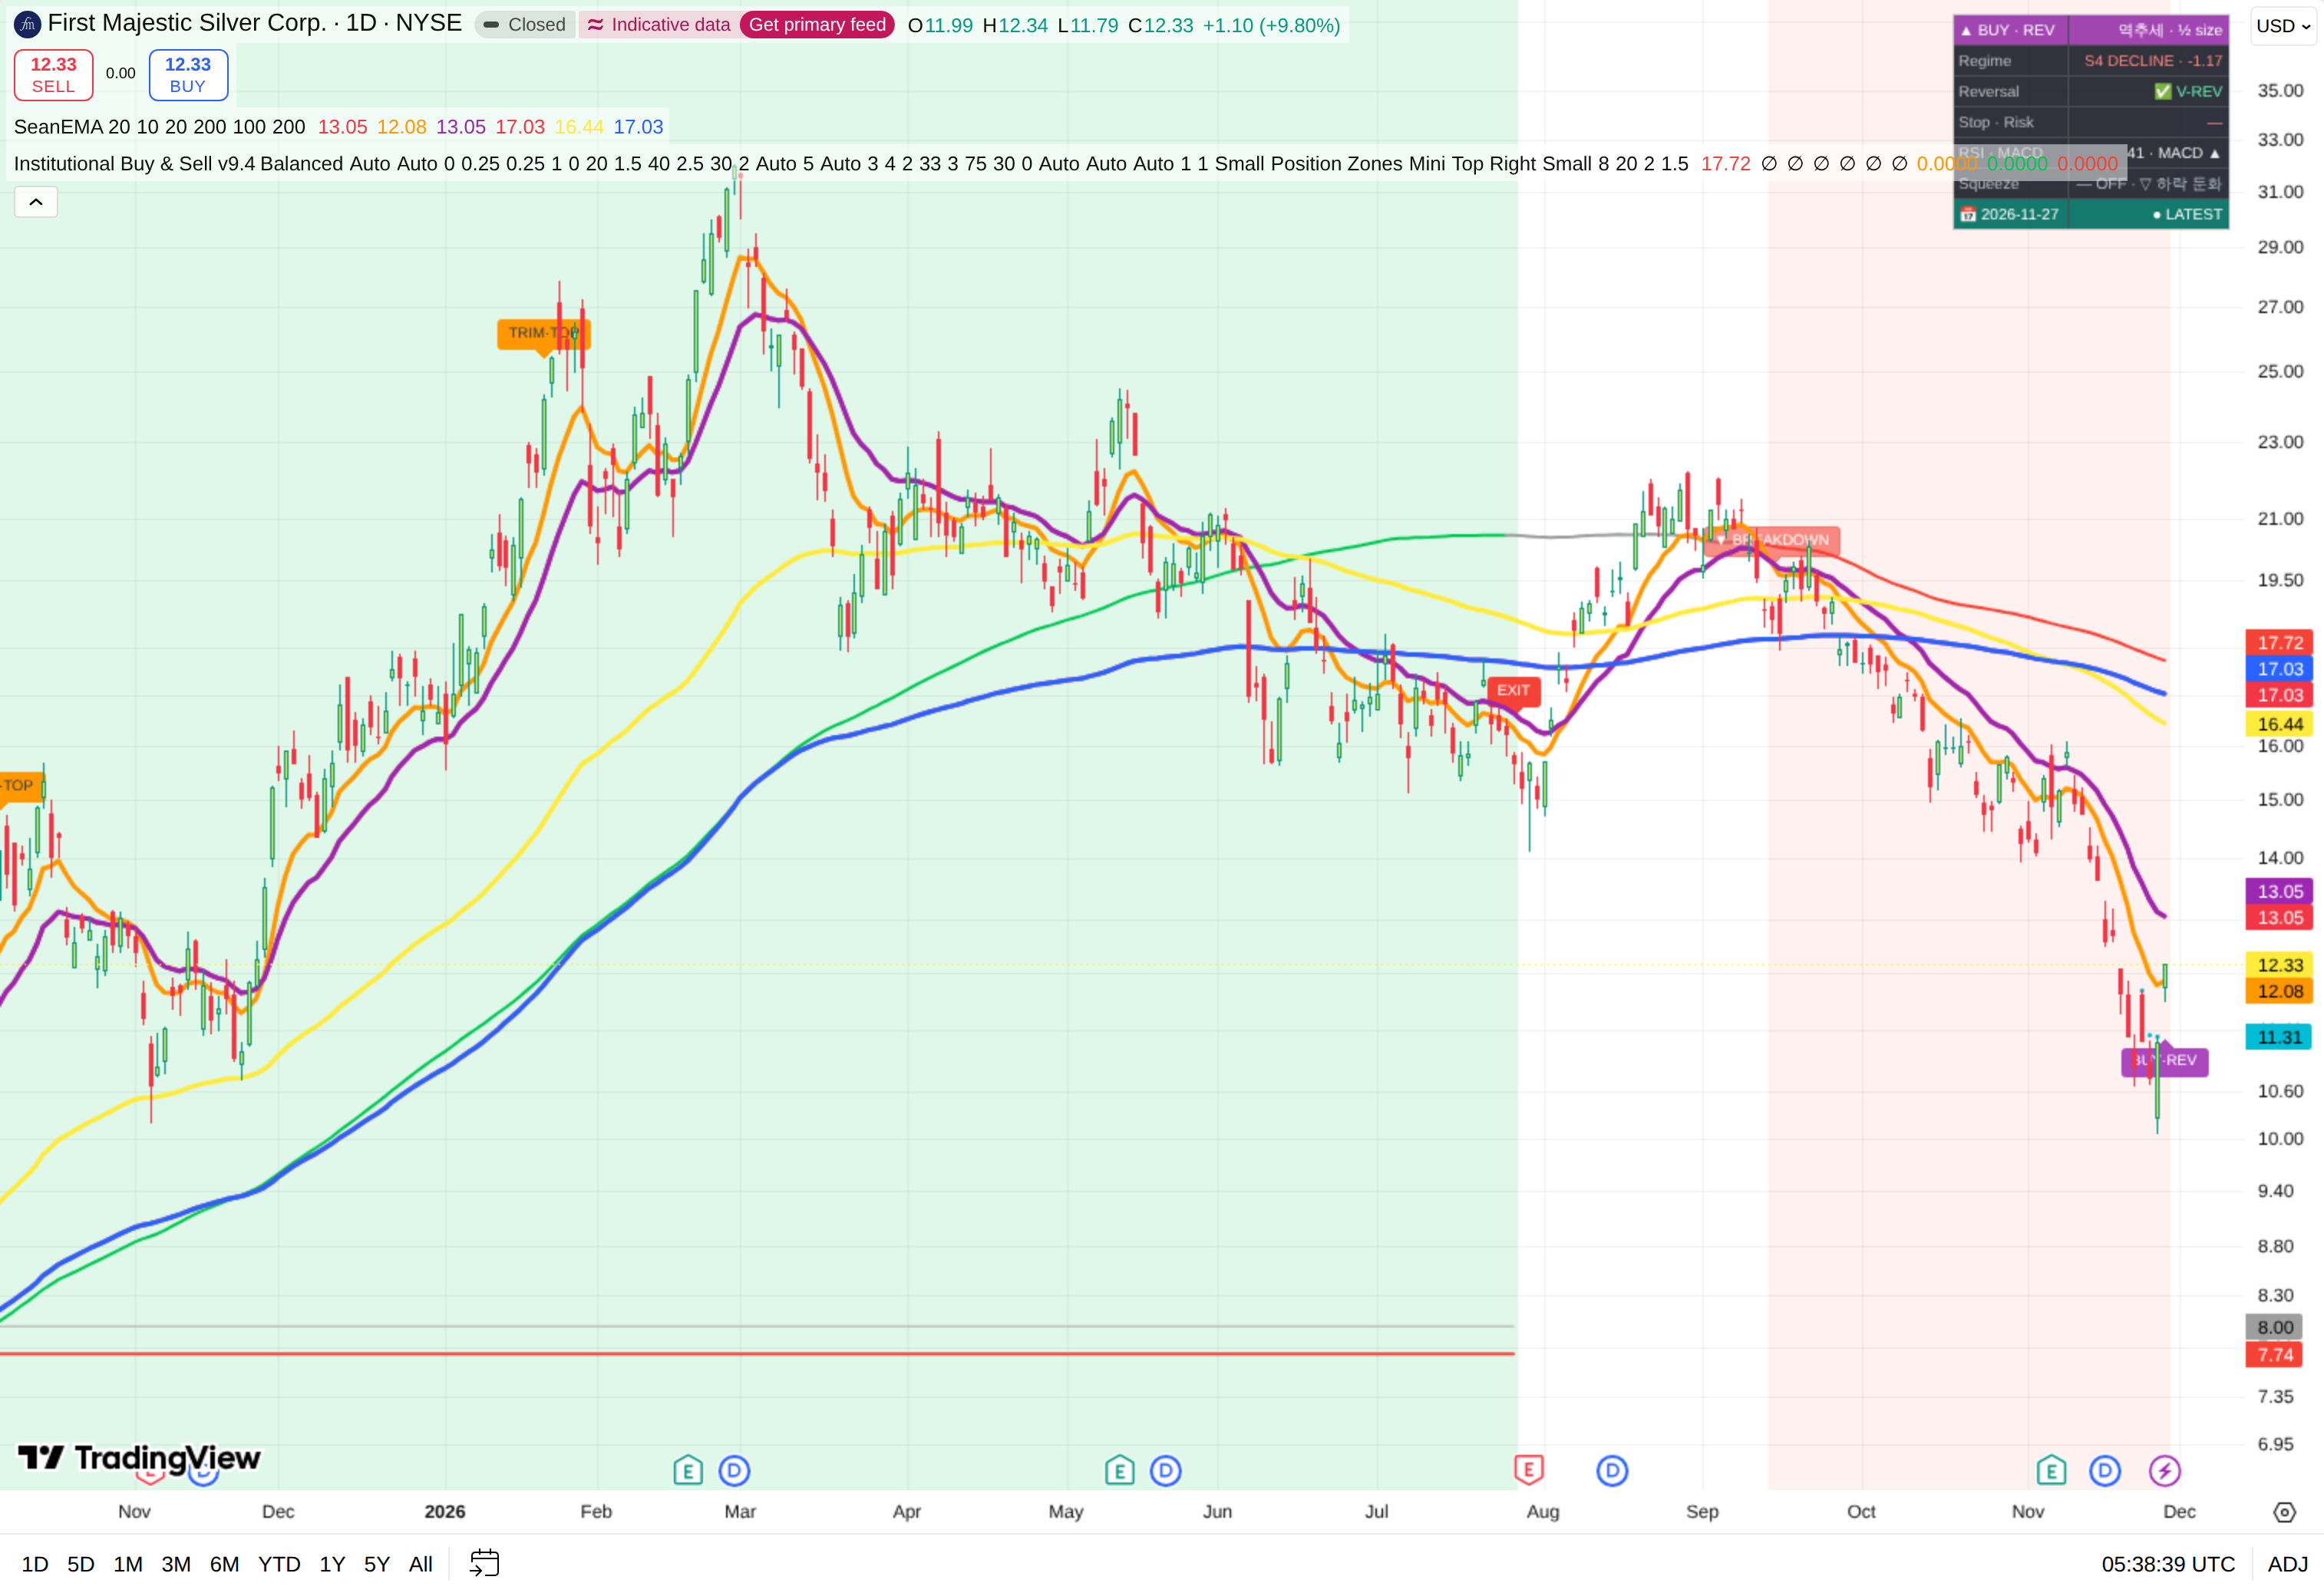 First Majestic Silver Corp. · 1D · NYSE Closed Indicative data Get primary feed O11.99 H12.34 L11.79 C12.33 +1.10 (+9.80%)
12.33 SELL 0.00 12.33 BUY
SeanEMA 20 10 20 200 100 200 13.05 12.08 13.05 17.03 16.44 17.03
Institutional Buy & Sell v9.4 Balanced Auto Auto 0 0.25 0.25 1 0 20 1.5 40 2.5 30 2 Auto 5 Auto 3 4 2 33 3 75 30 0 Auto Auto Auto 1 1 Small Position Zones Mini Top Right Small 8 20 2 1.5 17.72 ∅ ∅ ∅ ∅ ∅ ∅ 0.0000 0.0000 0.0000
▲ BUY · REV 역추세 · ½ size
Regime S4 DECLINE · -1.17
Reversal ✅ V-REV
Stop · Risk —
RSI · MACD 41 · MACD ▲
Squeeze — OFF · ▽ 하락 둔화
📅 2026-11-27 ● LATEST
USD
35.00
33.00
31.00
29.00
27.00
25.00
23.00
21.00
19.50
17.72
17.03
17.03
16.44
16.00
15.00
14.00
13.05
13.05
12.33
12.08
11.31
10.60
10.00
9.40
8.80
8.30
8.00
7.74
7.35
6.95
TRIM-TOP
-TOP
EXIT
BREAKDOWN
BUY-REV
TradingView
E D E D E D E D E D
Nov Dec 2026 Feb Mar Apr May Jun Jul Aug Sep Oct Nov Dec
1D 5D 1M 3M 6M YTD 1Y 5Y All 05:38:39 UTC ADJ